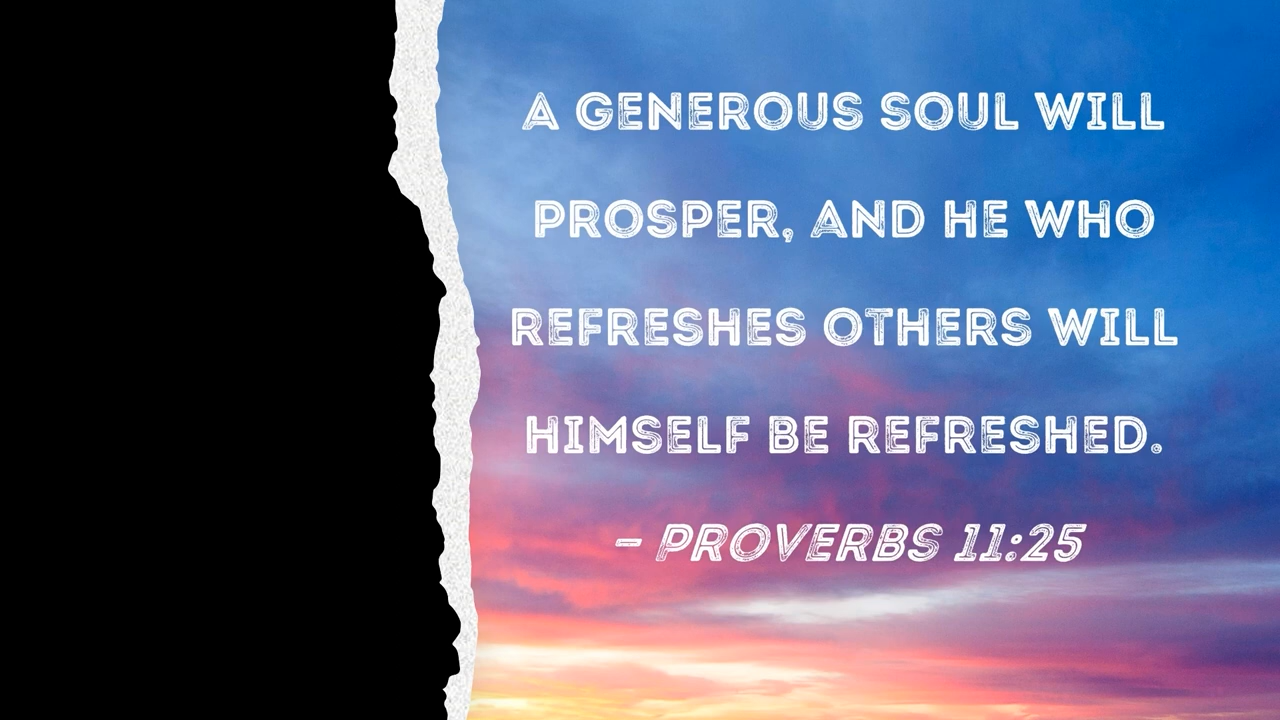 A GENEROUS SOUL WILL
PROSPER, AND HE WHO
REFRESHES OTHERS WILL
HIMSELF BE REFRESHED.
– PROVERBS 11:25